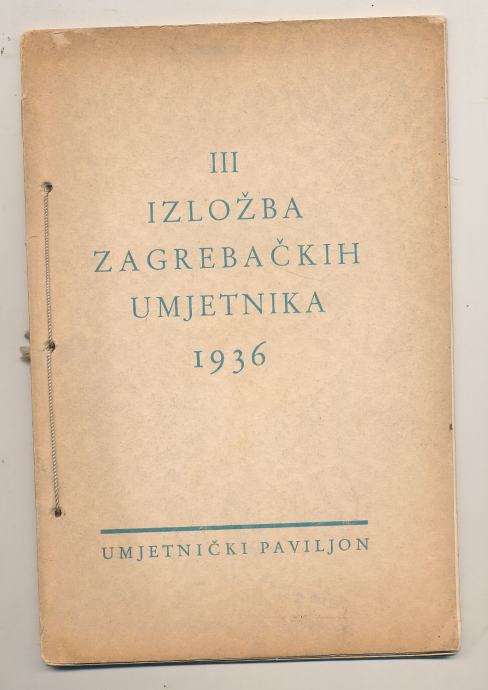 III
IZLOŽBA
ZAGREBAČKIH
UMJETNIKA
1936
UMJETNIČKI PAVILJON